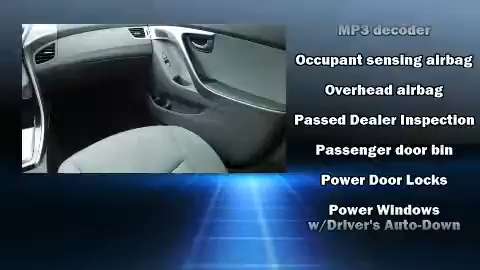 MP3 decoder
Occupant sensing airbag
Overhead airbag
Passed Dealer Inspection
Passenger door bin
Power Door Locks
Power Windows
w/Driver's Auto-Down